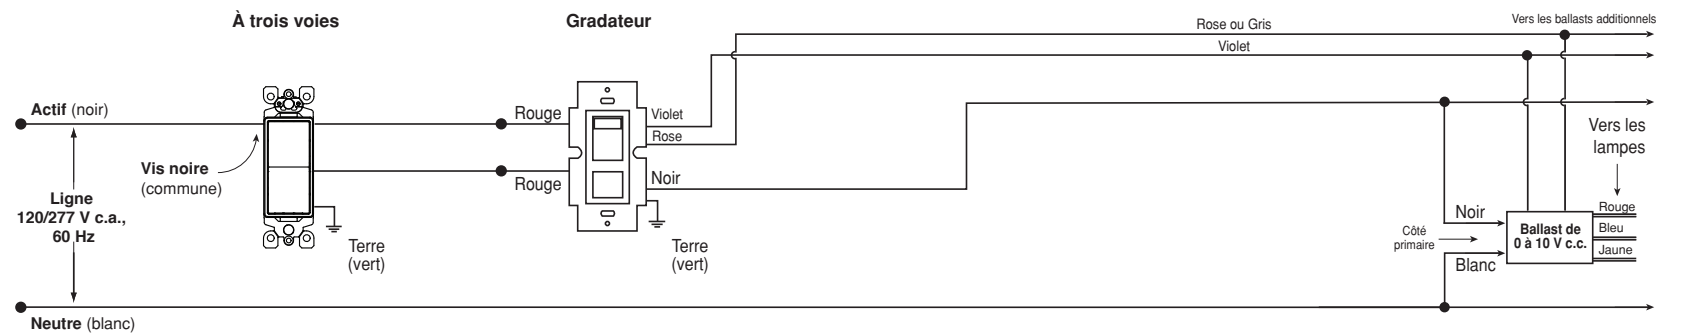 À trois voies
Gradateur
Rose ou Gris
Vers les ballasts additionnels
Violet
Actif (noir)
Rouge
Violet
Rose
Vers les
lampes
Vis noire
(commune)
Rouge
Noir
Ligne
120/277 V c.a.,
60 Hz
Terre
(vert)
Terre
(vert)
Noir
Côté
primaire
Blanc
Ballast de
0 à 10 V c.c.
Rouge
Bleu
Jaune
Neutre (blanc)